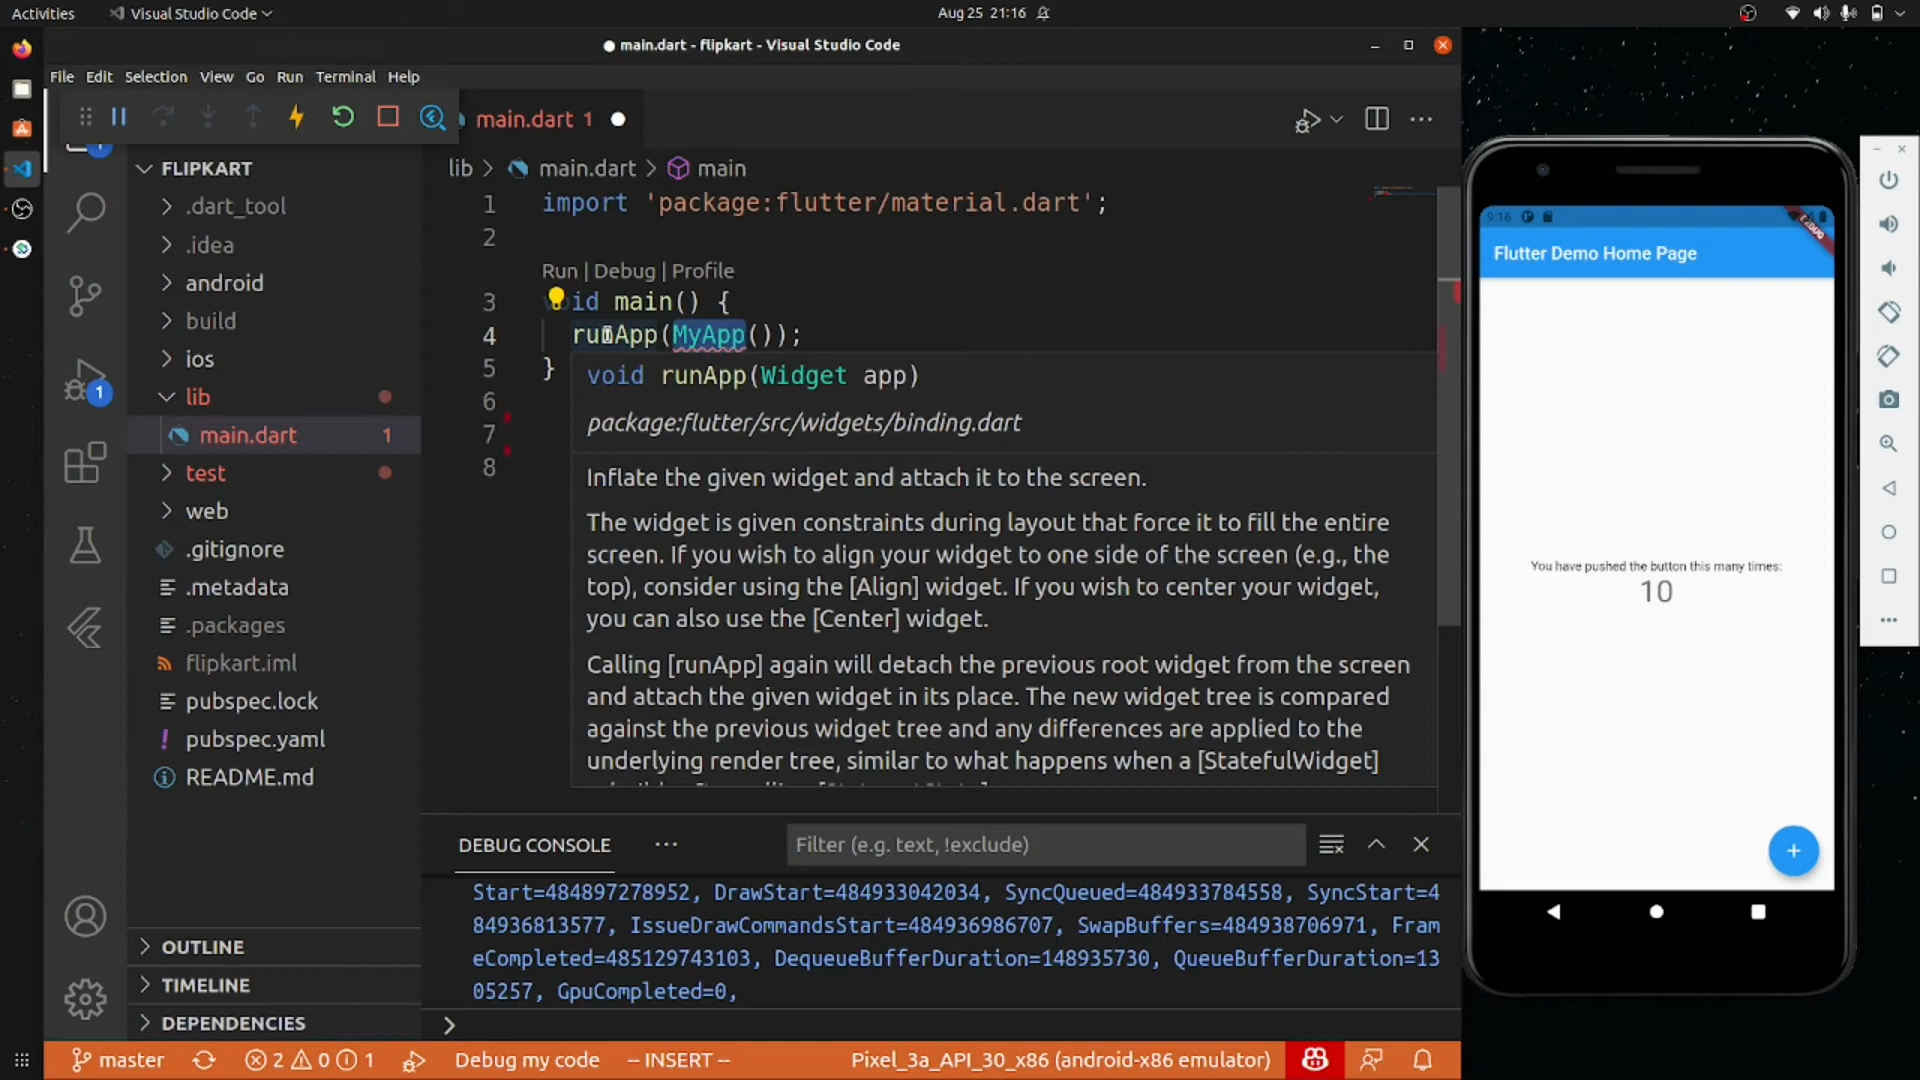 Activities
Visual Studio Code
Aug 25 21:16
main.dart - flipkart - Visual Studio Code
File Edit Selection View Go Run Terminal Help
main.dart 1
FLIPKART
.dart_tool
.idea
android
build
ios
lib
main.dart 1
test
web
.gitignore
.metadata
.packages
flipkart.iml
pubspec.lock
pubspec.yaml
README.md
OUTLINE
TIMELINE
DEPENDENCIES
1
1
lib > main.dart > main
1 import 'package:flutter/material.dart';
2
Run | Debug | Profile
3 id main() {
4 runApp(MyApp());
5 }
6
7
8
void runApp(Widget app)
package:flutter/src/widgets/binding.dart
Inflate the given widget and attach it to the screen.
The widget is given constraints during layout that force it to fill the entire
screen. If you wish to align your widget to one side of the screen (e.g., the
top), consider using the [Align] widget. If you wish to center your widget,
you can also use the [Center] widget.
Calling [runApp] again will detach the previous root widget from the screen
and attach the given widget in its place. The new widget tree is compared
against the previous widget tree and any differences are applied to the
underlying render tree, similar to what happens when a [StatefulWidget]
DEBUG CONSOLE
Filter (e.g. text, !exclude)
Start=484897278952, DrawStart=484933042034, SyncQueued=484933784558, SyncStart=4
84936813577, IssueDrawCommandsStart=484936986707, SwapBuffers=484938706971, Fram
eCompleted=485129743103, DequeueBufferDuration=148935730, QueueBufferDuration=13
05257, GpuCompleted=0,
master
2 0 1
Debug my code
-- INSERT --
Pixel_3a_API_30_x86 (android-x86 emulator)
9:16
DEBUG
Flutter Demo Home Page
You have pushed the button this many times:
10